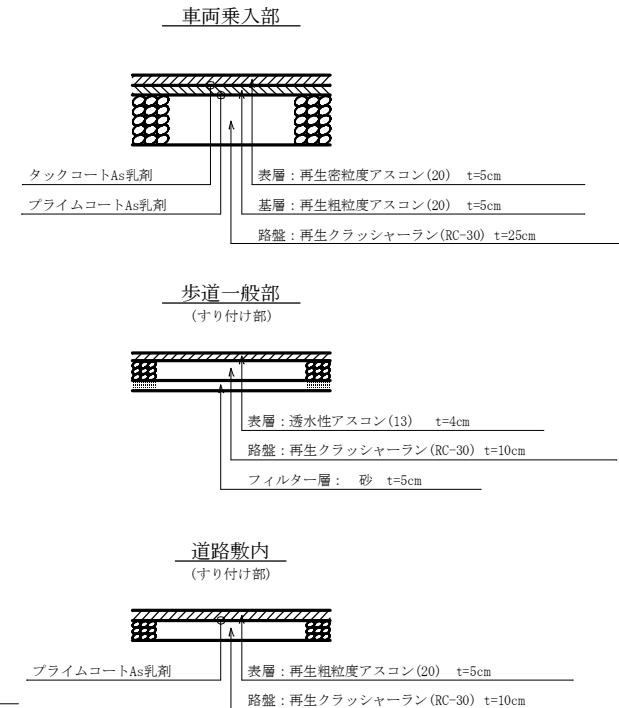 車両乗入部
タックコートAs乳剤
表層：再生密粒度アスコン(20) t=5cm
プライムコートAs乳剤
基層：再生粗粒度アスコン(20) t=5cm
路盤：再生クラッシャーラン(RC-30) t=25cm
歩道一般部
(すり付け部)
表層：透水性アスコン(13) t=4cm
路盤：再生クラッシャーラン(RC-30) t=10cm
フィルター層： 砂 t=5cm
道路敷内
(すり付け部)
プライムコートAs乳剤
表層：再生粗粒度アスコン(20) t=5cm
路盤：再生クラッシャーラン(RC-30) t=10cm